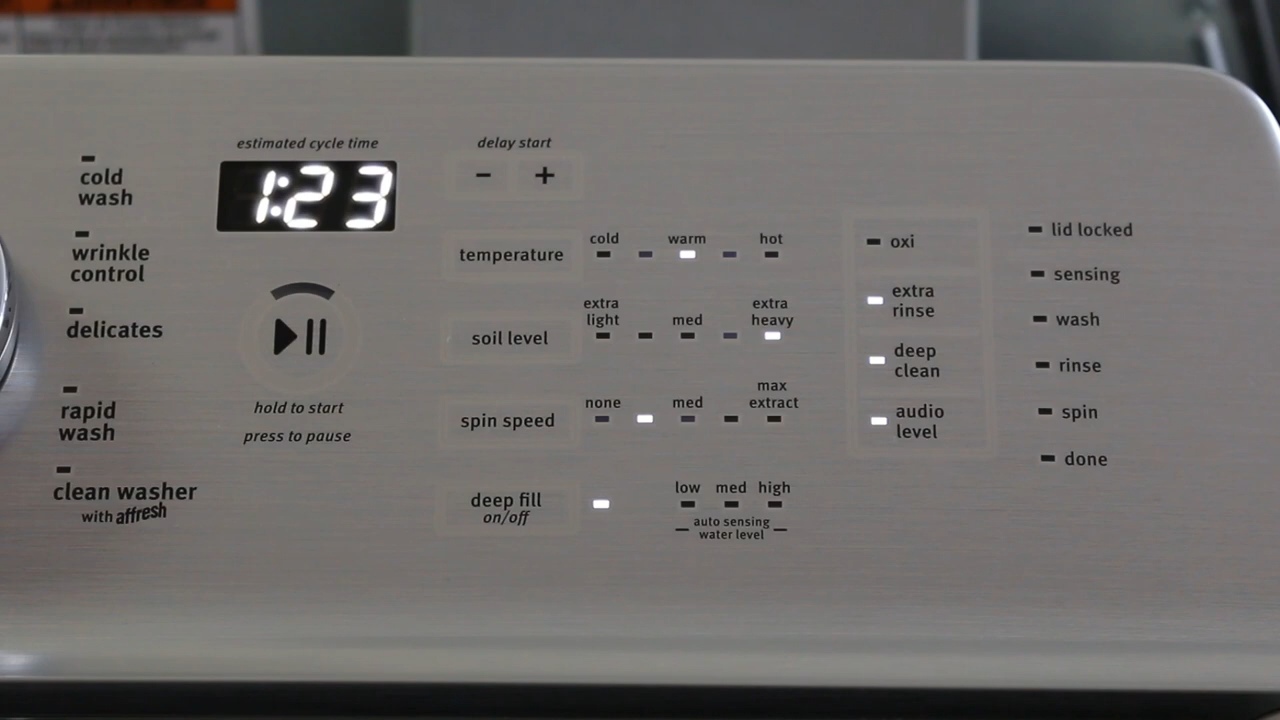 cold
wash
wrinkle
control
delicates
rapid
wash
clean washer
with affresh
estimated cycle time
1:23
hold to start
press to pause
delay start
− +
temperature
cold warm hot
soil level
extra
light
med
extra
heavy
spin speed
none med
max
extract
deep fill
on/off
low med high
auto sensing
water level
oxi
extra
rinse
deep
clean
audio
level
lid locked
sensing
wash
rinse
spin
done